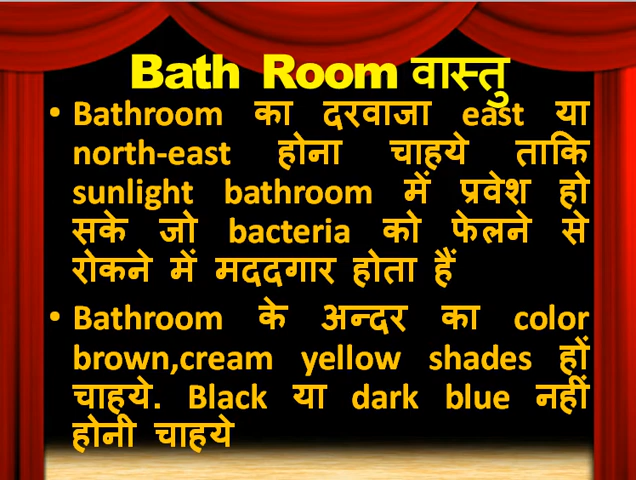 Bath Room वास्तु
• Bathroom का दरवाजा east या
north-east होना चाहये ताकि
sunlight bathroom में प्रवेश हो
सके जो bacteria को फेलने से
रोकने में मददगार होता हैं
• Bathroom के अन्दर का color
brown,cream yellow shades हों
चाहये. Black या dark blue नहीं
होनी चाहये